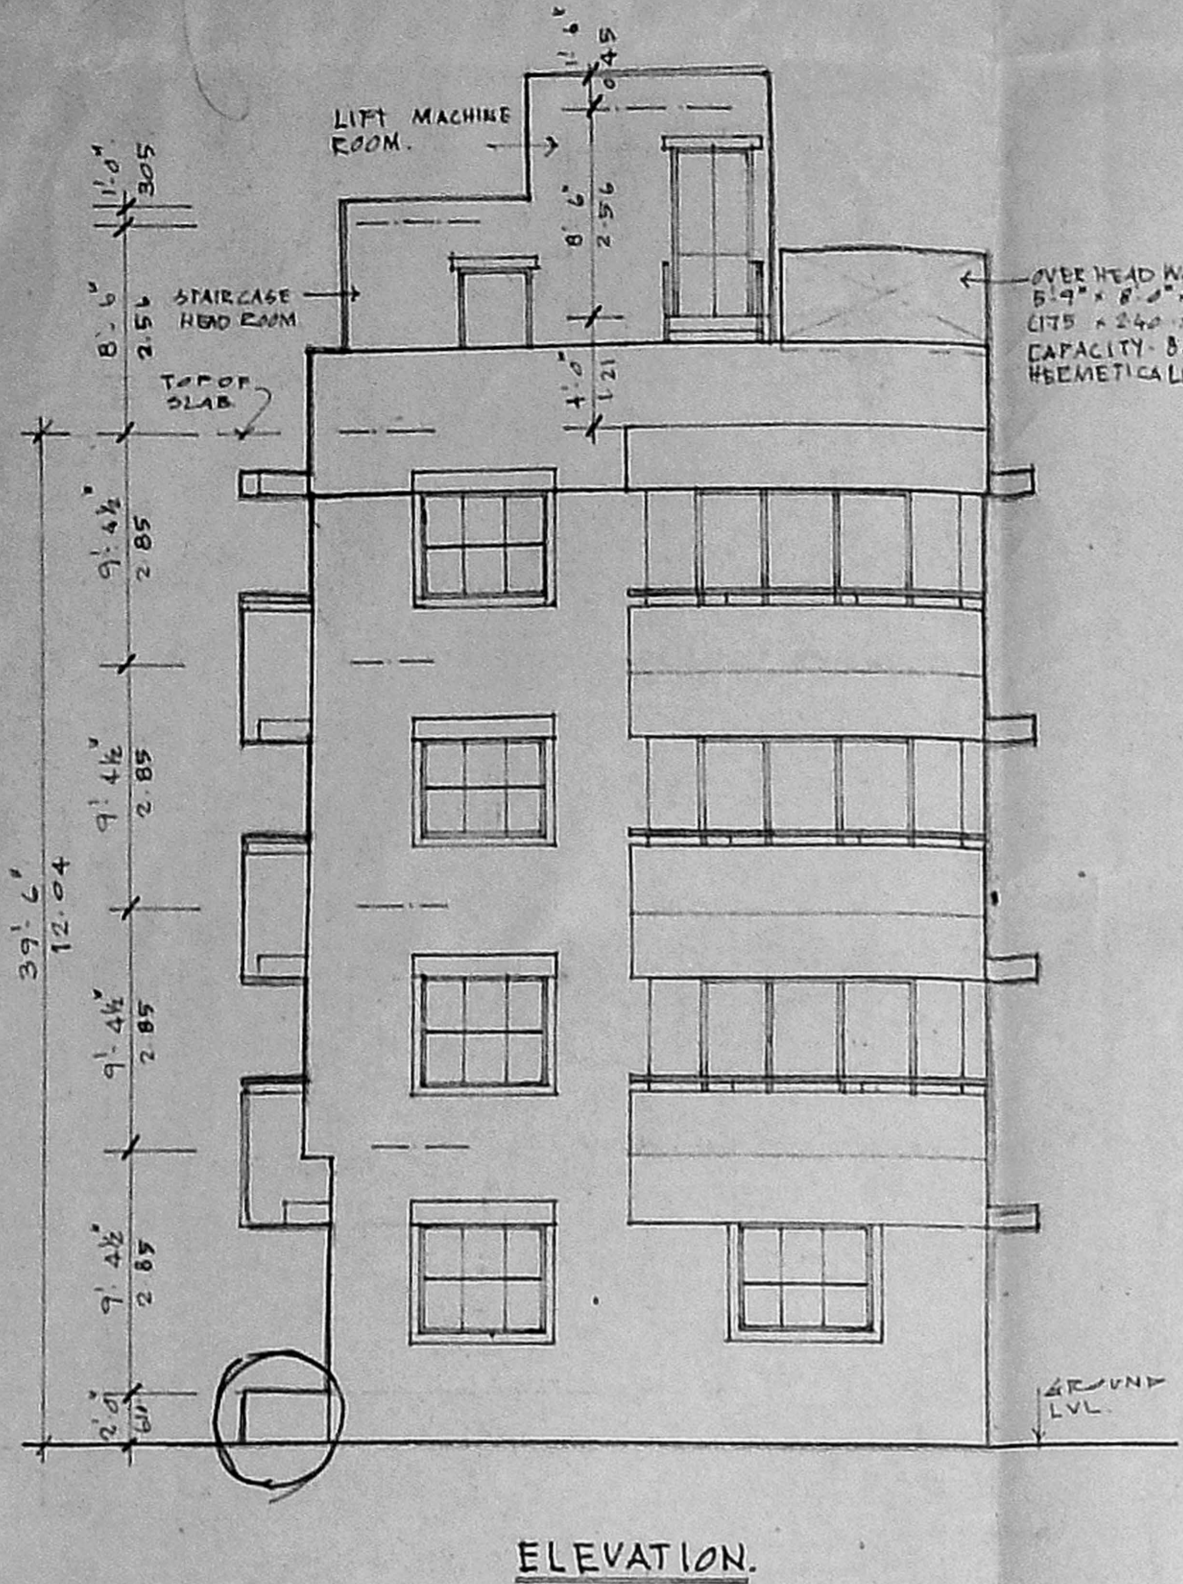 1'-6"
0.45
LIFT MACHINE
ROOM.
1'-0"
305
8'-6"
2.56
8'-6"
2.56
STAIRCASE
HEAD ROOM
OVER HEAD
5'-9" x 8'-0"
CAPACITY - 8
TOP OF
SLAB
4'-0"
1.21
9'-4½"
2.85
9'-4½"
2.85
39'-6"
12.04
9'-4½"
2.85
9'-4½"
2.85
2'-0"
GROUND
LVL.
ELEVATION.